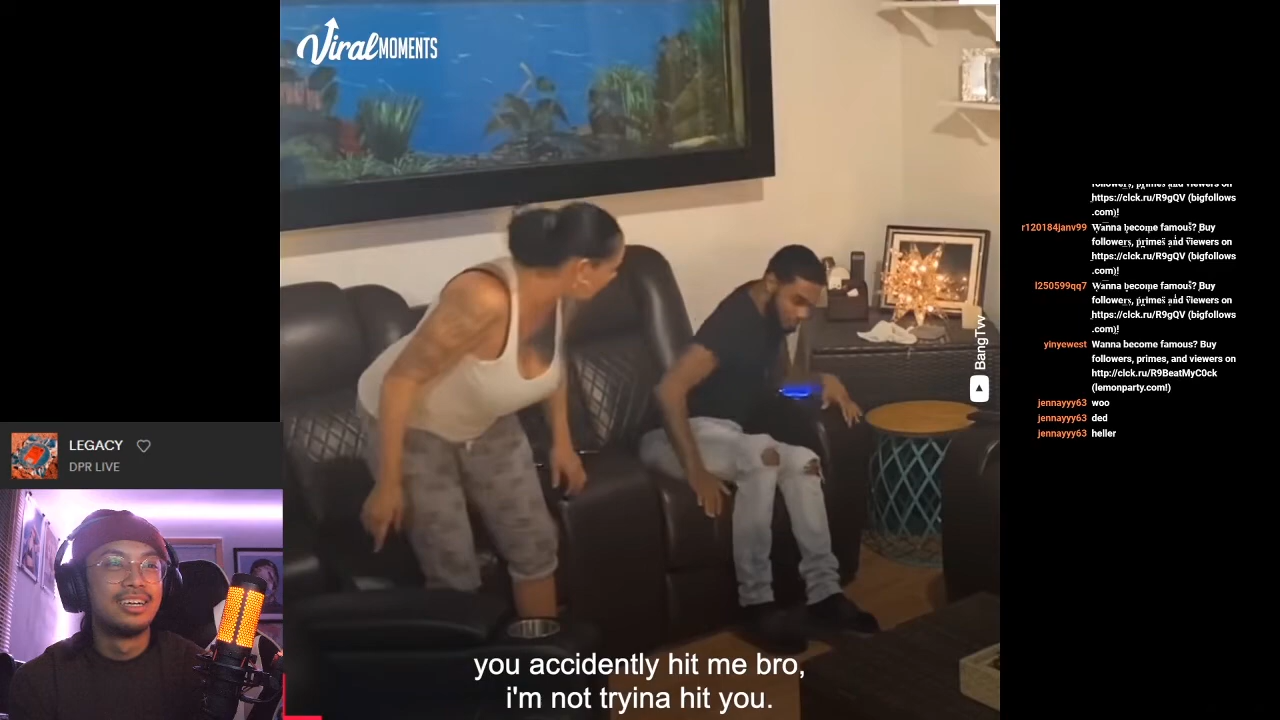 Viral MOMENTS
BangTvv
LEGACY
DPR LIVE
followers, primes and viewers on
https://clck.ru/R9gQV (bigfollows
.com)!
r120184janv99 Wanna become famous? Buy
followers, primes and viewers on
https://clck.ru/R9gQV (bigfollows
.com)!
l250599qq7 Wanna become famous? Buy
followers, primes and viewers on
https://clck.ru/R9gQV (bigfollows
.com)!
yinyewest Wanna become famous? Buy
followers, primes, and viewers on
http://clck.ru/R9BeatMyC0ck
(lemonparty.com!)
jennayyy63 woo
jennayyy63 ded
jennayyy63 heller
you accidently hit me bro,
i'm not tryina hit you.